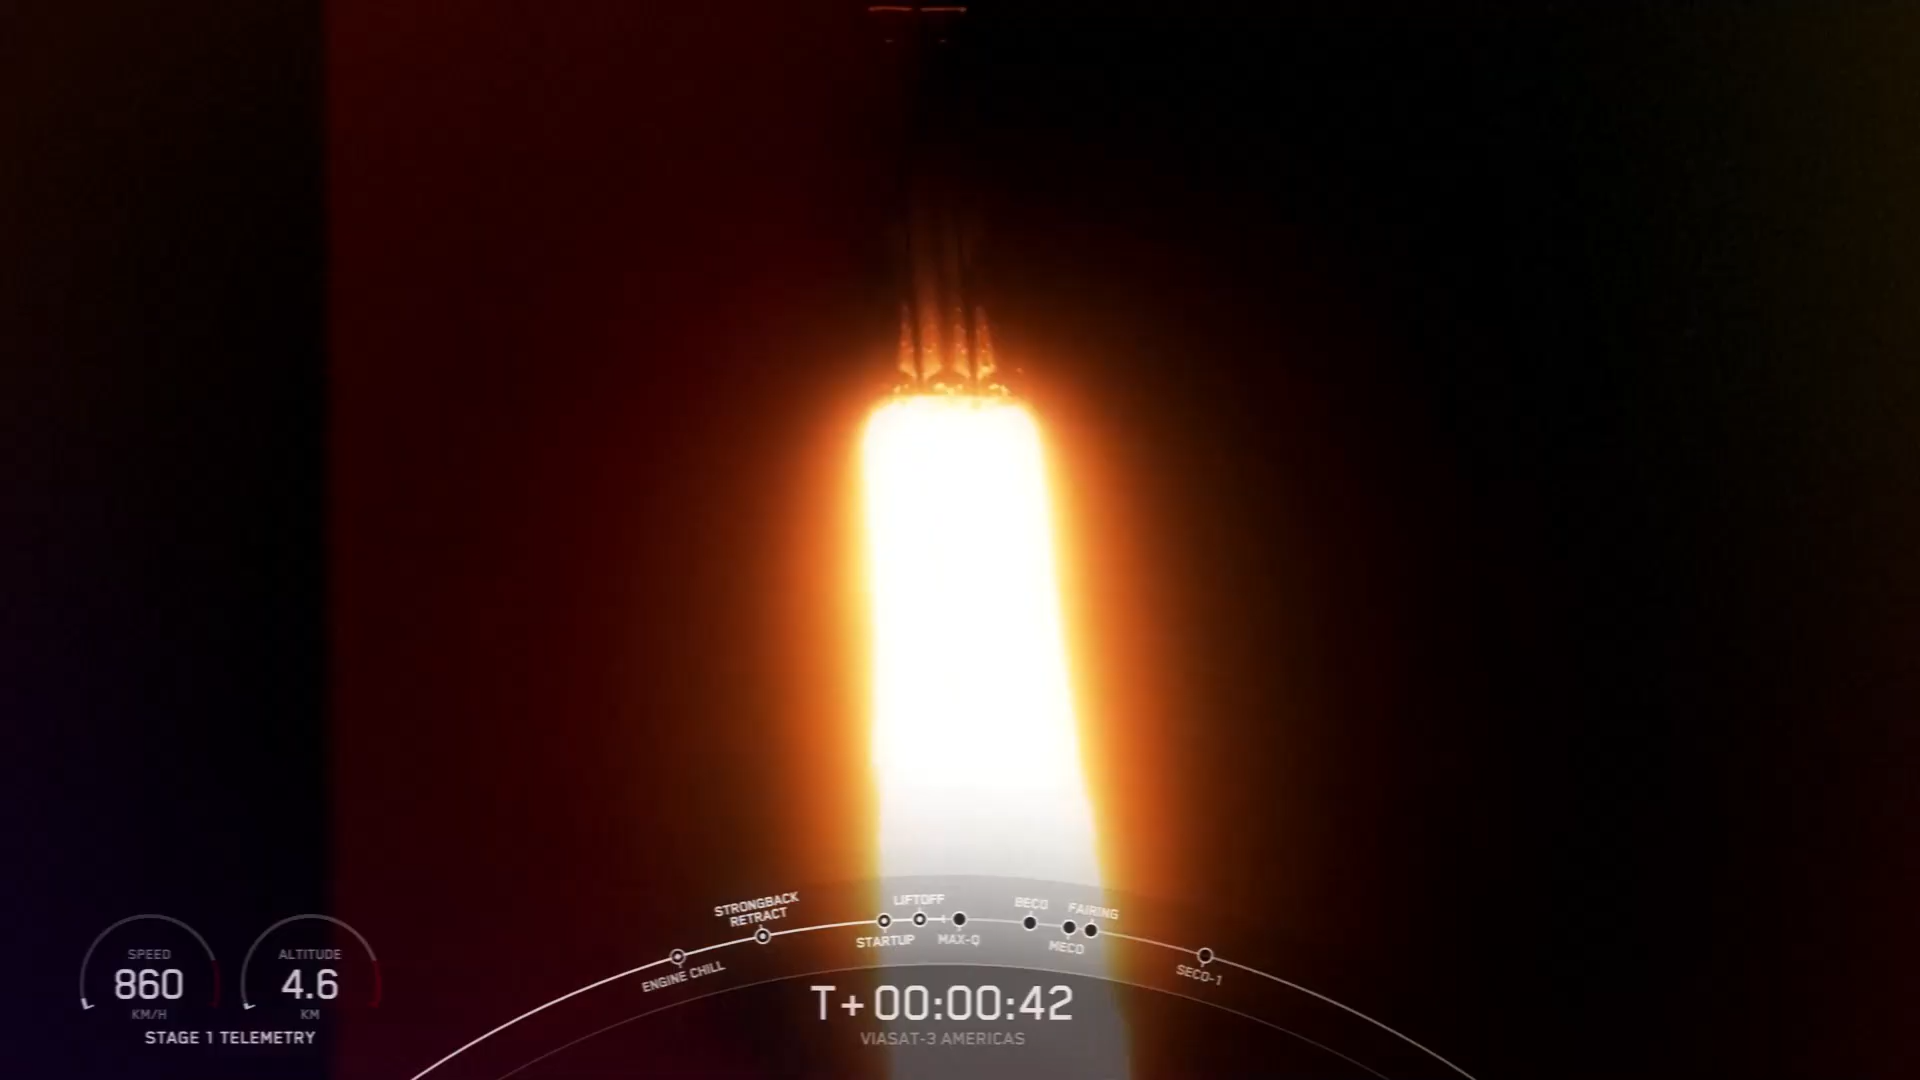 STRONGBACK
RETRACT
LIFTOFF
BECO
FAIRING
ENGINE CHILL
STARTUP
MAX-Q
MECO
SECO-1
SPEED
860
KM/H
ALTITUDE
4.6
KM
STAGE 1 TELEMETRY
T+00:00:42
VIASAT-3 AMERICAS